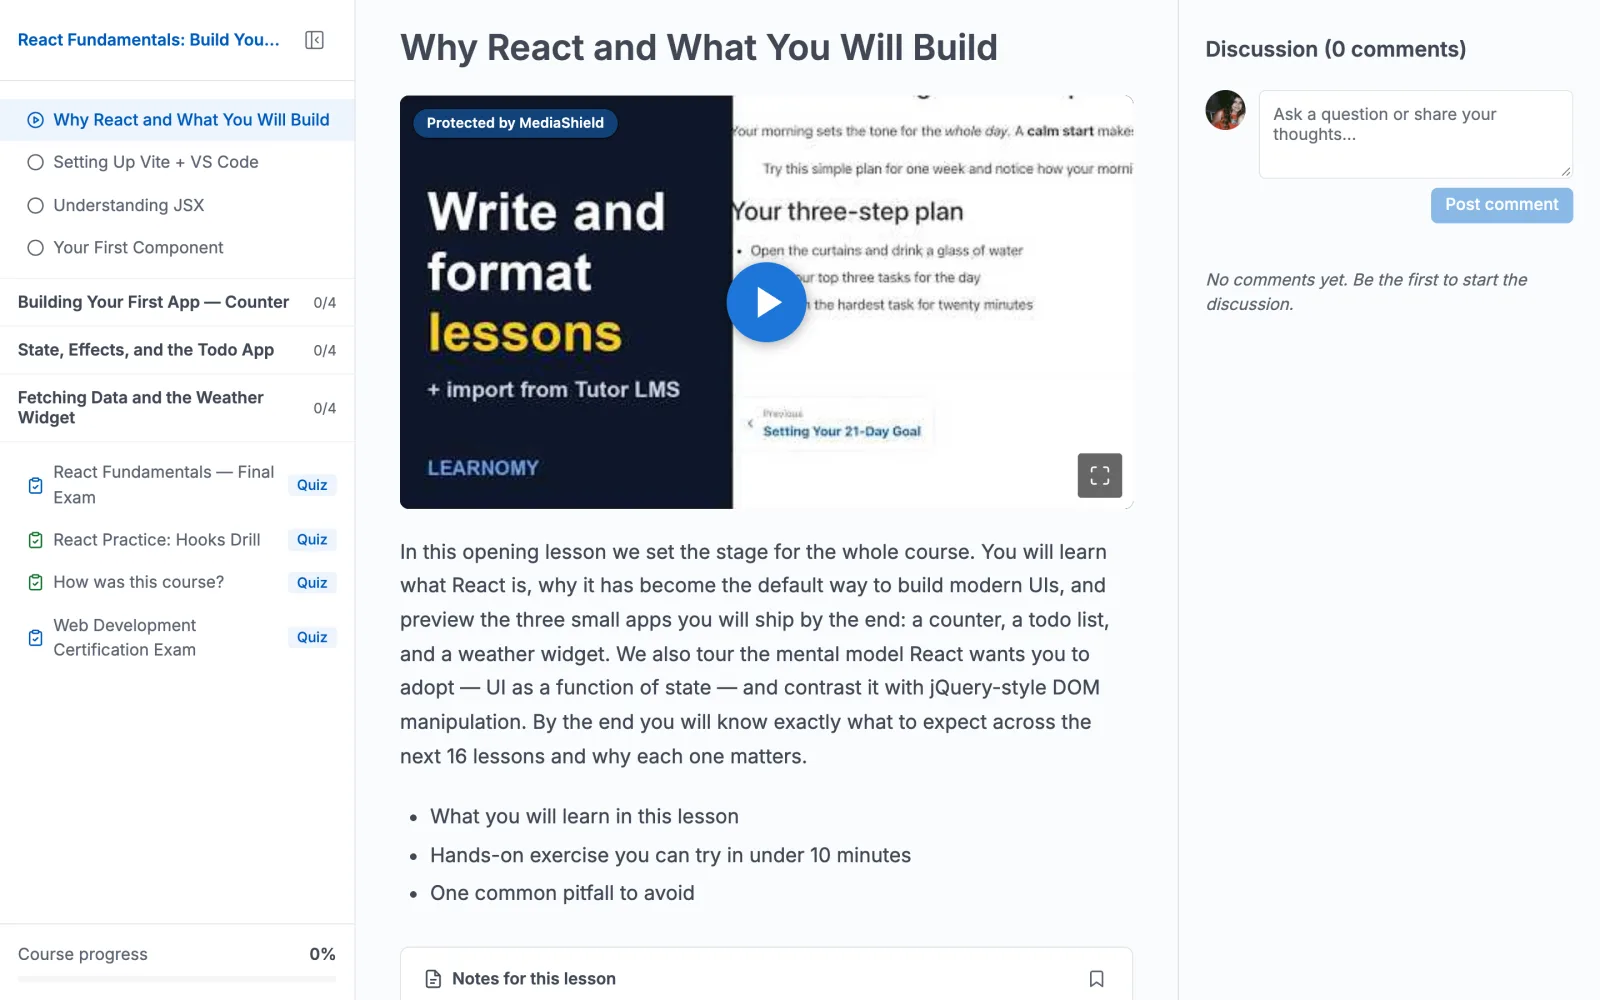 React Fundamentals: Build You...
Why React and What You Will Build
Setting Up Vite + VS Code
Understanding JSX
Your First Component
Building Your First App — Counter 0/4
State, Effects, and the Todo App 0/4
Fetching Data and the Weather
Widget
0/4
React Fundamentals — Final
Exam
Quiz
React Practice: Hooks Drill Quiz
How was this course? Quiz
Web Development
Certification Exam
Quiz
Course progress 0%
Why React and What You Will Build
Protected by MediaShield
Write and
format
lessons
+ import from Tutor LMS
LEARNOMY
Your morning sets the tone for the whole day. A calm start makes
Try this simple plan for one week and notice how your morni
Your three-step plan
• Open the curtains and drink a glass of water
your top three tasks for the day
the hardest task for twenty minutes
Previous
Setting Your 21-Day Goal
In this opening lesson we set the stage for the whole course. You will learn
what React is, why it has become the default way to build modern UIs, and
preview the three small apps you will ship by the end: a counter, a todo list,
and a weather widget. We also tour the mental model React wants you to
adopt — UI as a function of state — and contrast it with jQuery-style DOM
manipulation. By the end you will know exactly what to expect across the
next 16 lessons and why each one matters.
• What you will learn in this lesson
• Hands-on exercise you can try in under 10 minutes
• One common pitfall to avoid
Notes for this lesson
Discussion (0 comments)
Ask a question or share your
thoughts...
Post comment
No comments yet. Be the first to start the
discussion.